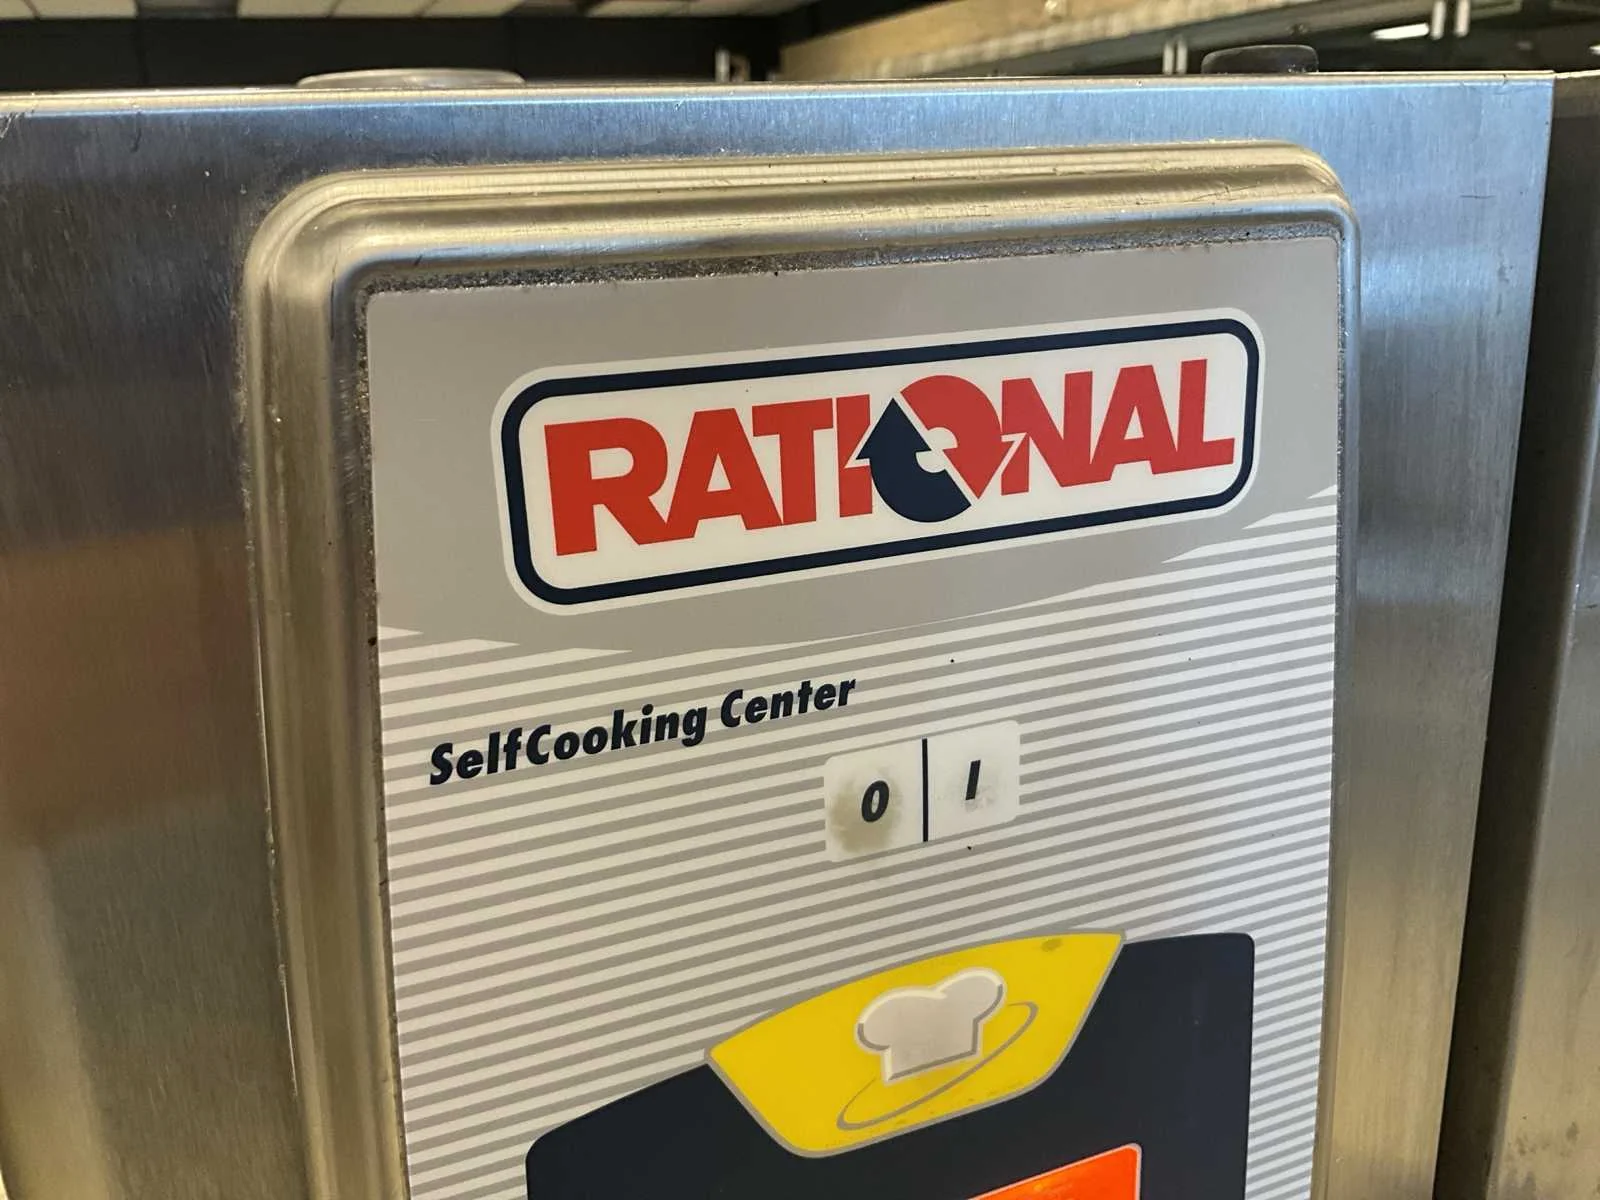 RATIONAL
SelfCooking Center
0 | I